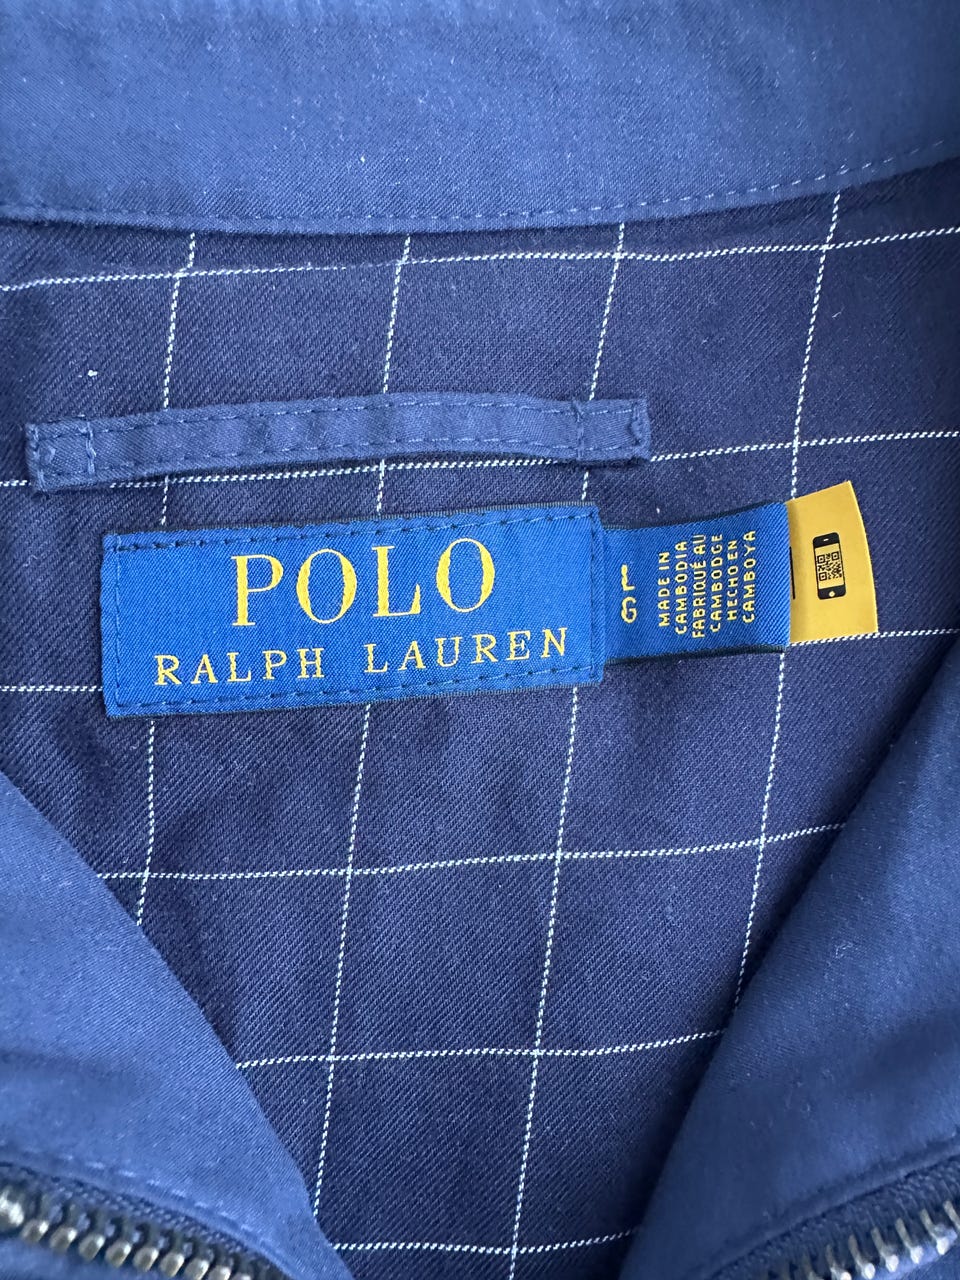 POLO
RALPH LAUREN
L G
MADE IN
CAMBODIA
FABRIQUÉ AU
CAMBODGE
HECHO EN
CAMBOYA